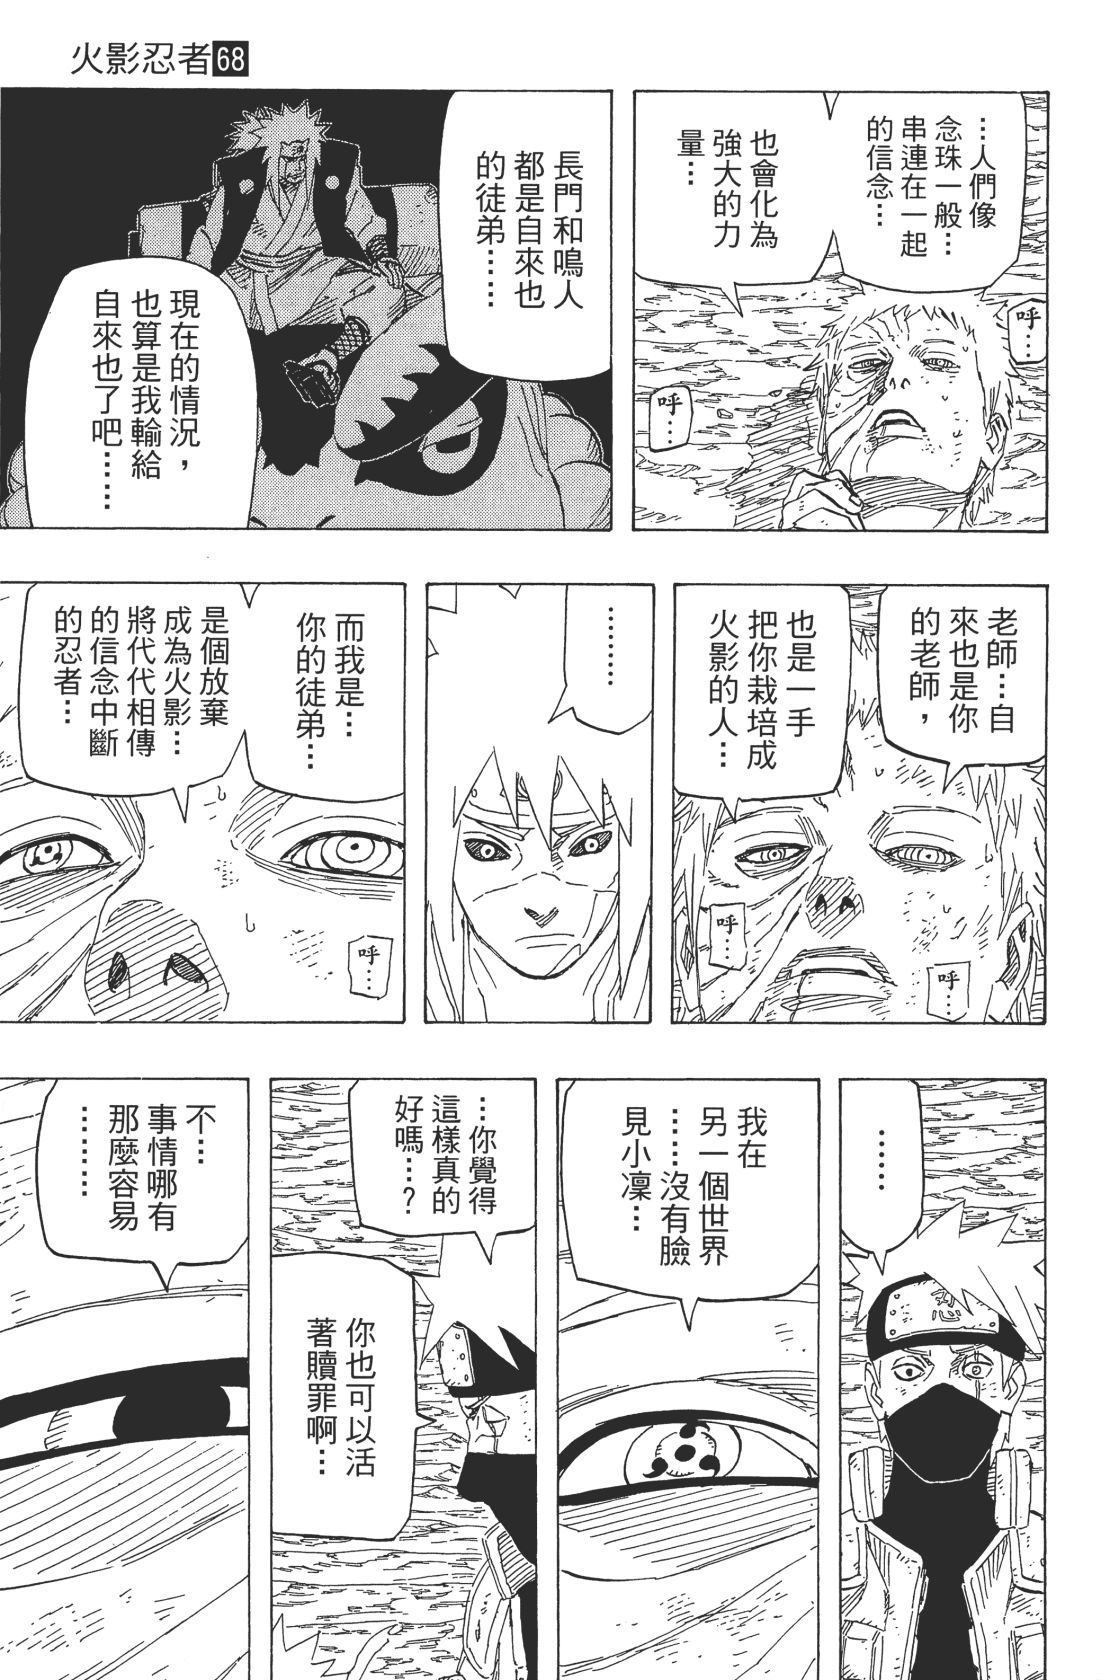 火影忍者68
…人們像
念珠一般…
串連在一起
的信念…
也會化為
強大的力
量…
呼…
呼…
長門和鳴人
都是自來也
的徒弟……
現在的情況，
也算是我輸給
自來也了吧……
老師…自
來也是你
的老師，
也是一手
把你栽培成
火影的人…
呼…
呼…
………
而我是…
你的徒弟…
是個放棄
成為火影…
將代代相傳
的信念中斷
的忍者…
呼…
……
忍
我在
另一個世界
……沒有臉
見小凜…
…你覺得
這樣真的
好嗎…？
你也可以活
著贖罪啊…
不…
事情哪有
那麼容易
……